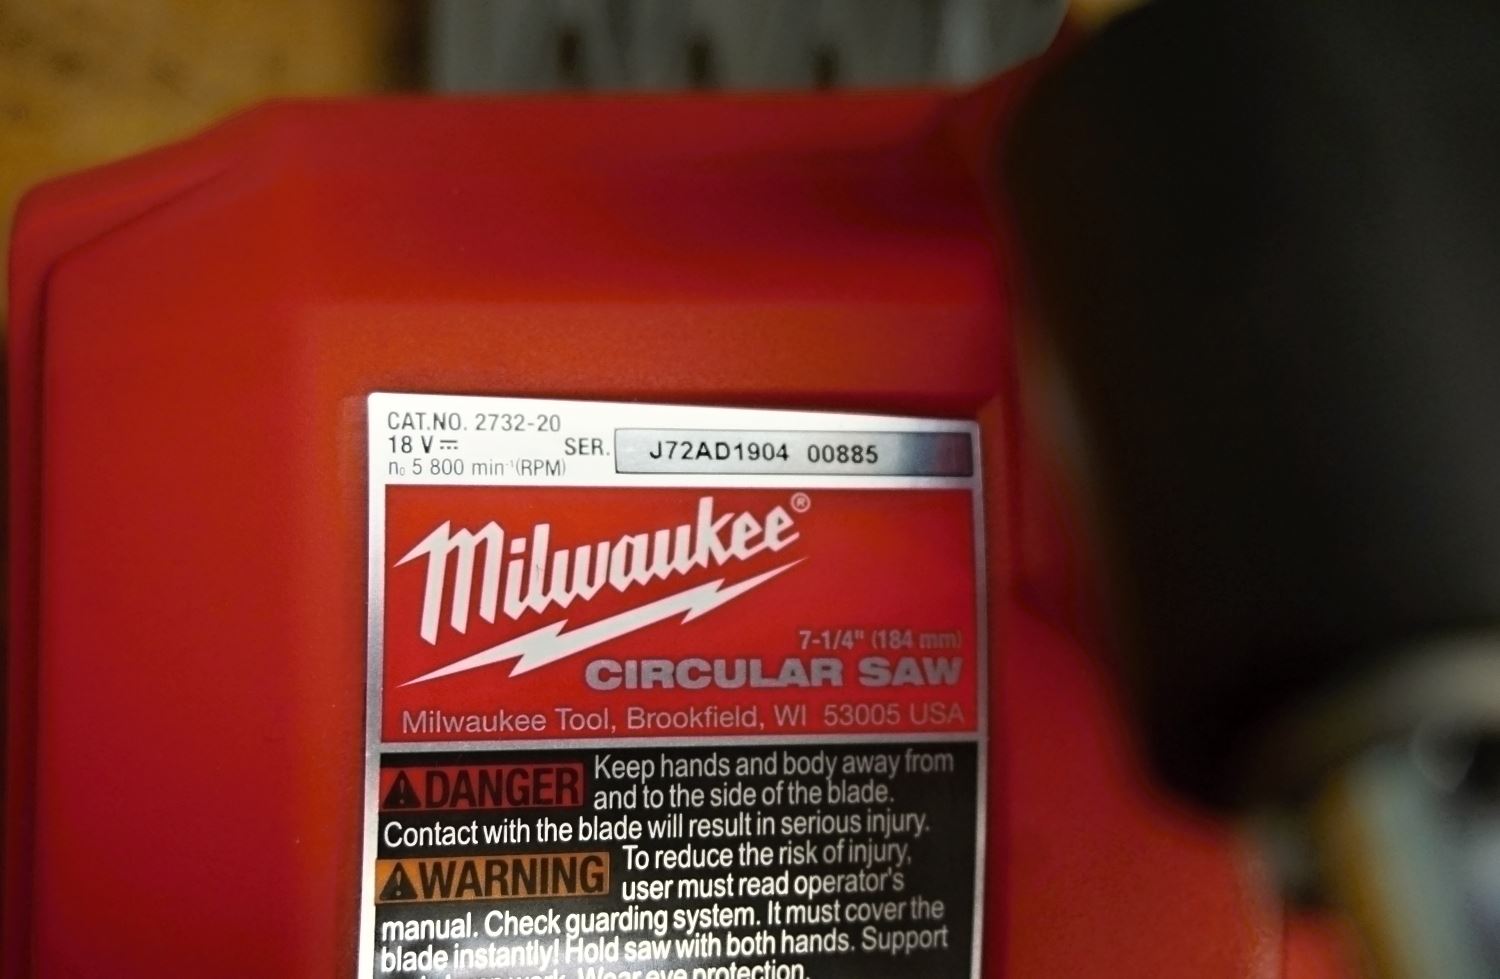 CAT.NO. 2732-20
18 V⎓ SER. J72AD1904 00885
n₀ 5 800 min⁻¹(RPM)
Milwaukee®
7-1/4" (184 mm)
CIRCULAR SAW
Milwaukee Tool, Brookfield, WI 53005 USA
⚠DANGER Keep hands and body away from
and to the side of the blade.
Contact with the blade will result in serious injury.
⚠WARNING To reduce the risk of injury,
user must read operator's
manual. Check guarding system. It must cover the
blade instantly! Hold saw with both hands. Support
work. Wear eye protection.